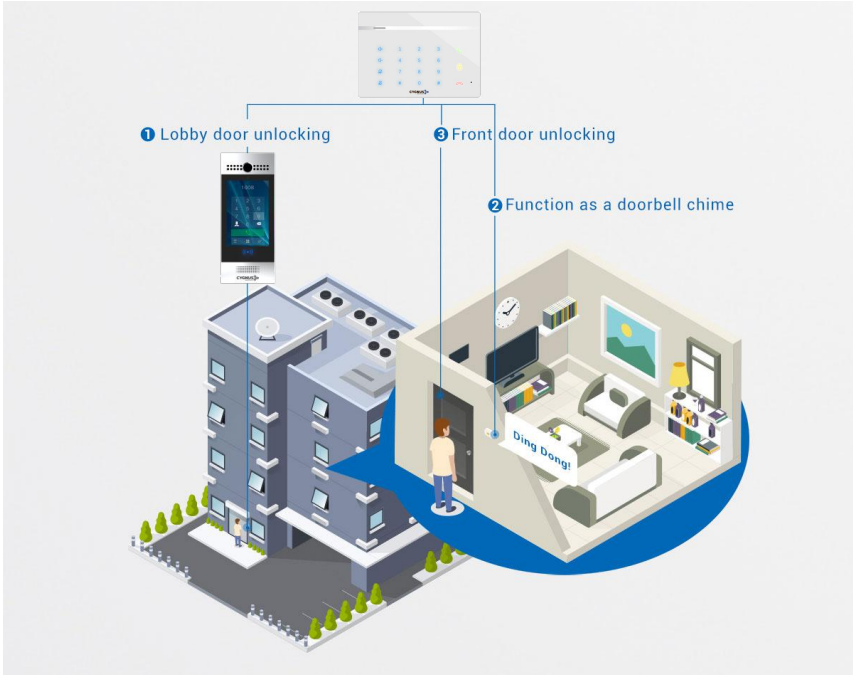 ❶ Lobby door unlocking
❸ Front door unlocking
❷ Function as a doorbell chime
Ding Dong!